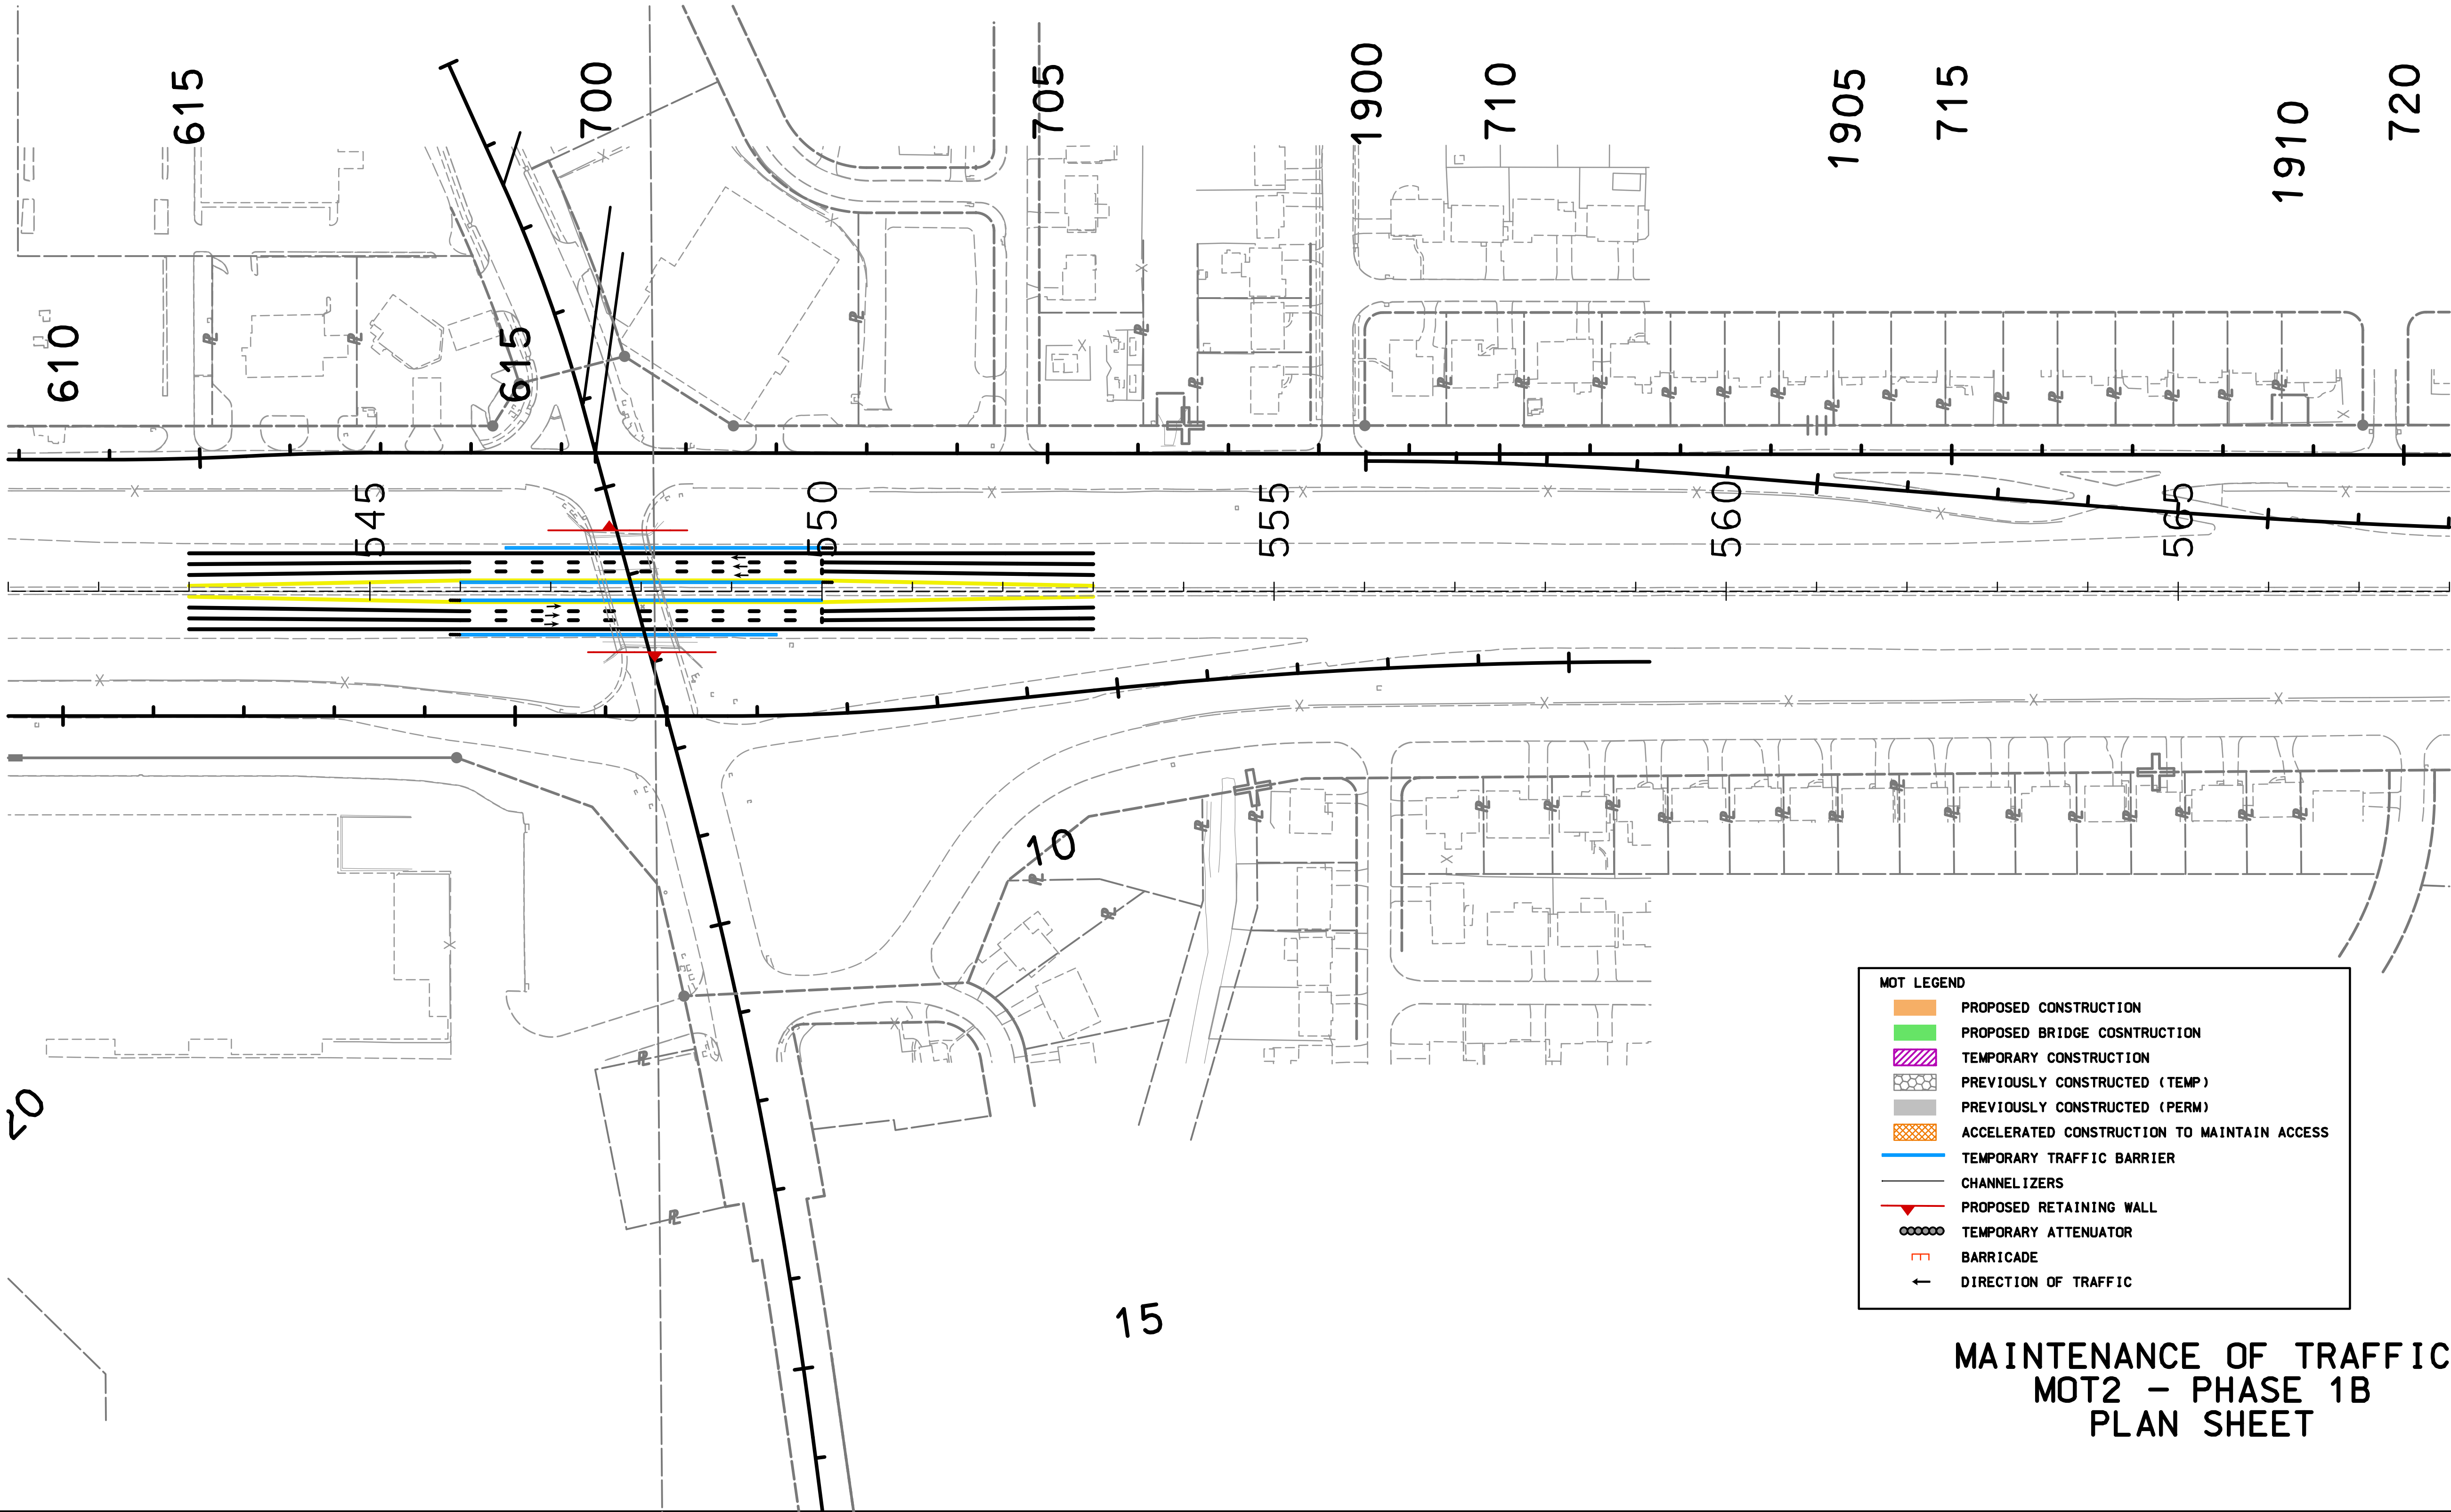 615
700
705
1900
710
1905
715
1910
720
610
615
545
550
555
560
565
10
20
15
MOT LEGEND
PROPOSED CONSTRUCTION
PROPOSED BRIDGE COSNTRUCTION
TEMPORARY CONSTRUCTION
PREVIOUSLY CONSTRUCTED (TEMP)
PREVIOUSLY CONSTRUCTED (PERM)
ACCELERATED CONSTRUCTION TO MAINTAIN ACCESS
TEMPORARY TRAFFIC BARRIER
CHANNELIZERS
PROPOSED RETAINING WALL
TEMPORARY ATTENUATOR
BARRICADE
DIRECTION OF TRAFFIC
MAINTENANCE OF TRAFFIC
MOT2 - PHASE 1B
PLAN SHEET